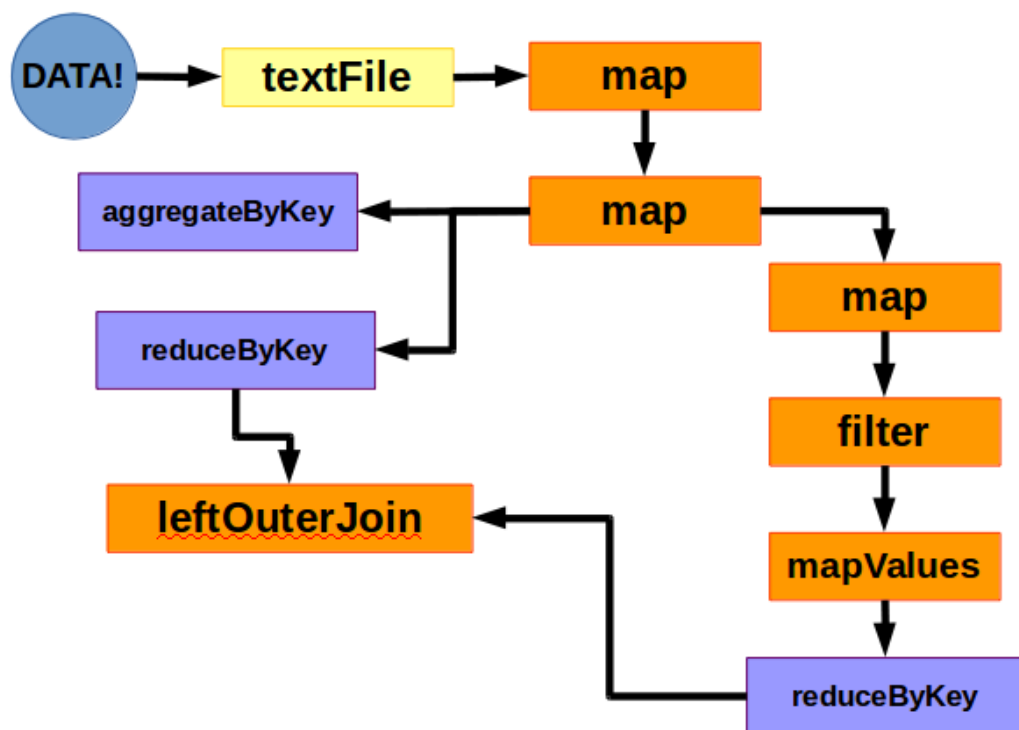 DATA!
textFile
map
map
aggregateByKey
map
reduceByKey
filter
leftOuterJoin
mapValues
reduceByKey